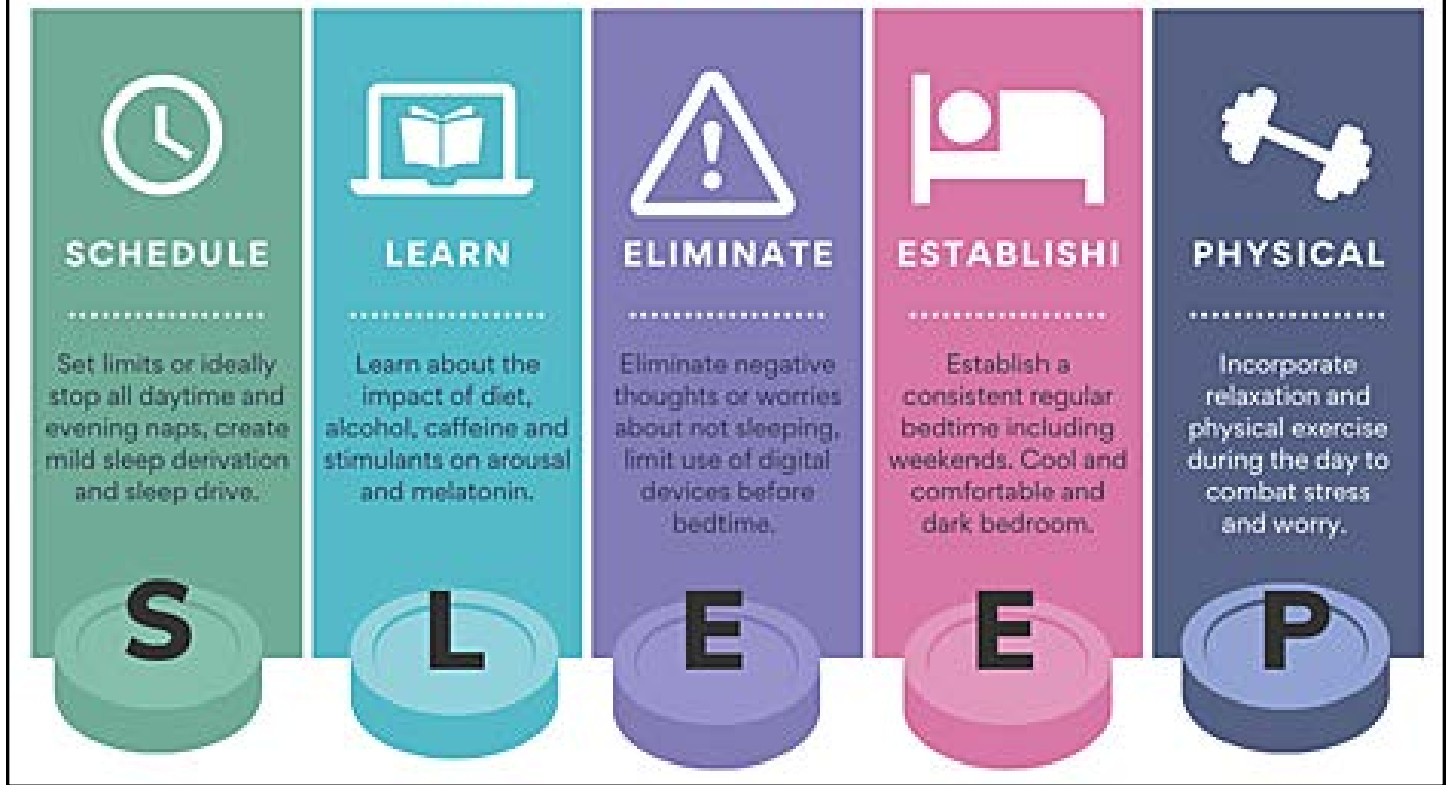 SCHEDULE
Set limits or ideally
stop all daytime and
evening naps, create
mild sleep derivation
and sleep drive.
S
LEARN
Learn about the
impact of diet,
alcohol, caffeine and
stimulants on arousal
and melatonin.
L
ELIMINATE
Eliminate negative
thoughts or worries
about not sleeping,
limit use of digital
devices before
bedtime.
E
ESTABLISHI
Establish a
consistent regular
bedtime including
weekends. Cool and
comfortable and
dark bedroom.
E
PHYSICAL
Incorporate
relaxation and
physical exercise
during the day to
combat stress
and worry.
P